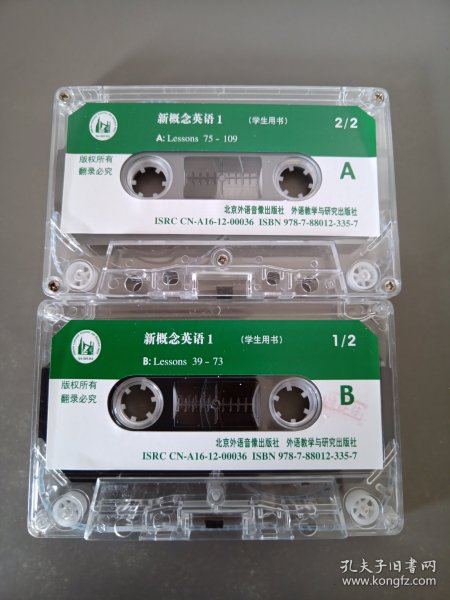 新概念英语 1 (学生用书) 2/2
A: Lessons 75 - 109
版权所有
翻录必究
A
北京外语音像出版社 外语教学与研究出版社
ISRC CN-A16-12-00036 ISBN 978-7-88012-335-7
新概念英语 1 (学生用书) 1/2
B: Lessons 39 - 73
版权所有
翻录必究
B
北京外语音像出版社 外语教学与研究出版社
ISRC CN-A16-12-00036 ISBN 978-7-88012-335-7
孔夫子旧书网
www.kongfz.com